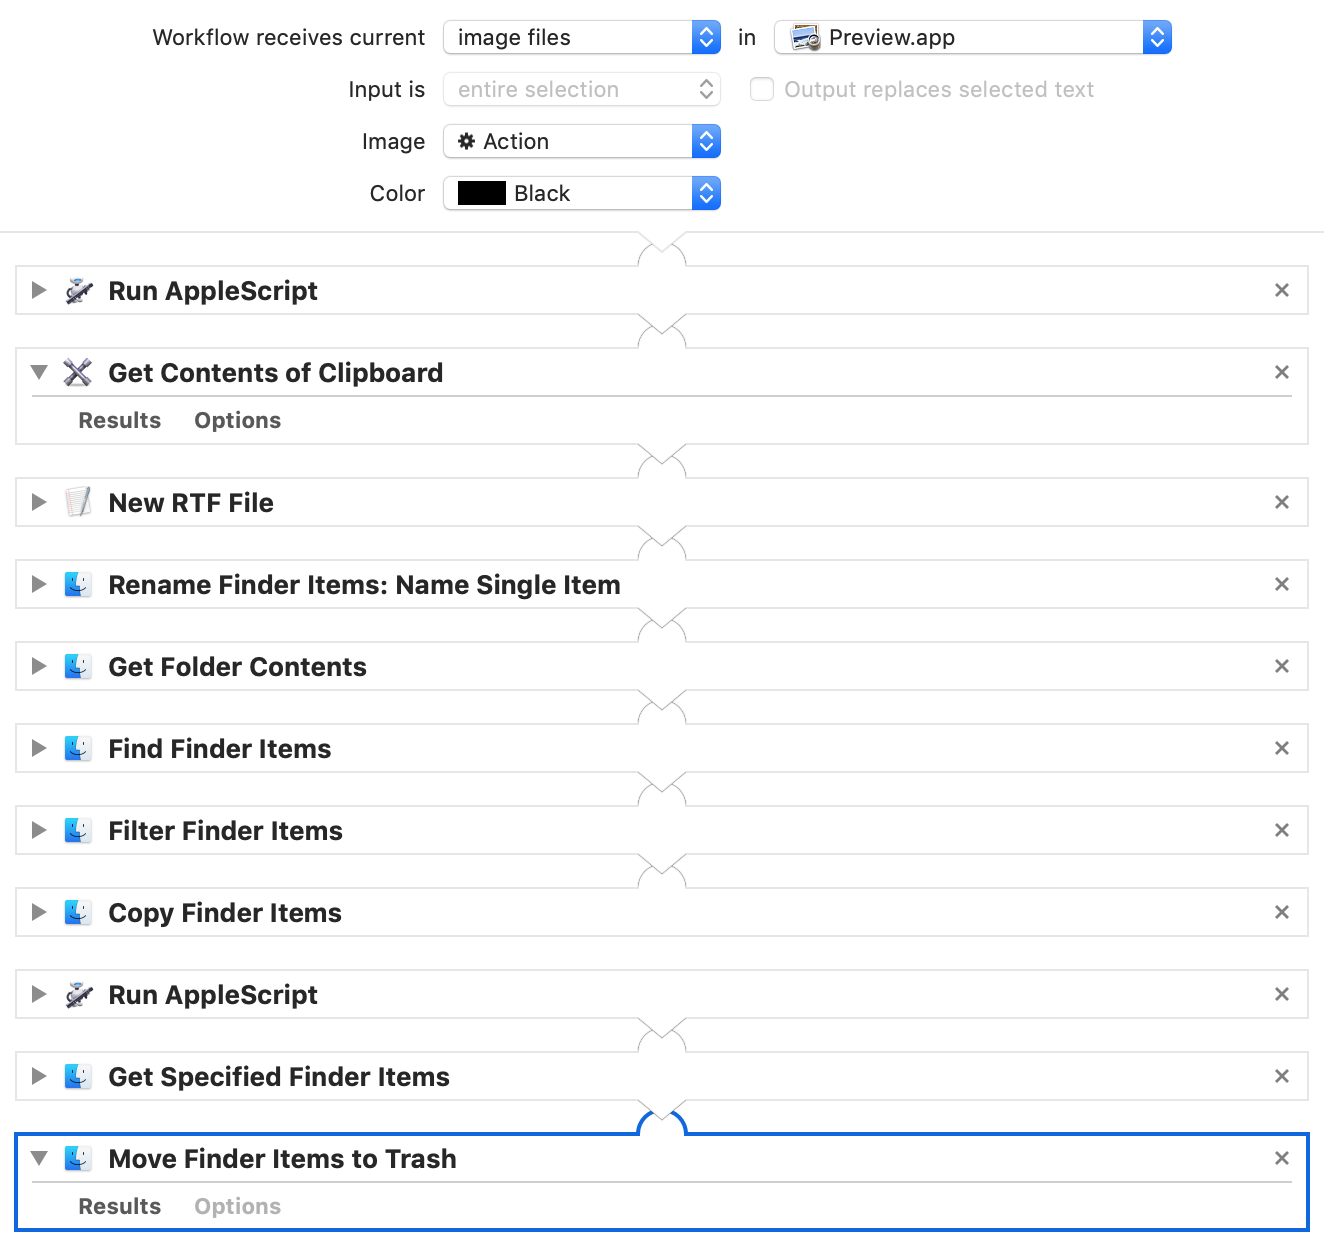 Workflow receives current image files in Preview.app
Input is entire selection Output replaces selected text
Image Action
Color Black
Run AppleScript
Get Contents of Clipboard
Results Options
New RTF File
Rename Finder Items: Name Single Item
Get Folder Contents
Find Finder Items
Filter Finder Items
Copy Finder Items
Run AppleScript
Get Specified Finder Items
Move Finder Items to Trash
Results Options